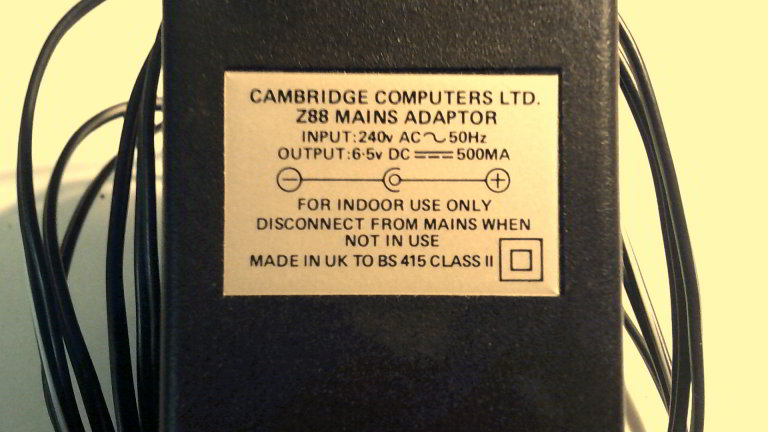 CAMBRIDGE COMPUTERS LTD.
Z88 MAINS ADAPTOR
INPUT:240v AC～50Hz
OUTPUT:6·5v DC ⎓ 500MA
FOR INDOOR USE ONLY
DISCONNECT FROM MAINS WHEN
NOT IN USE
MADE IN UK TO BS 415 CLASS II